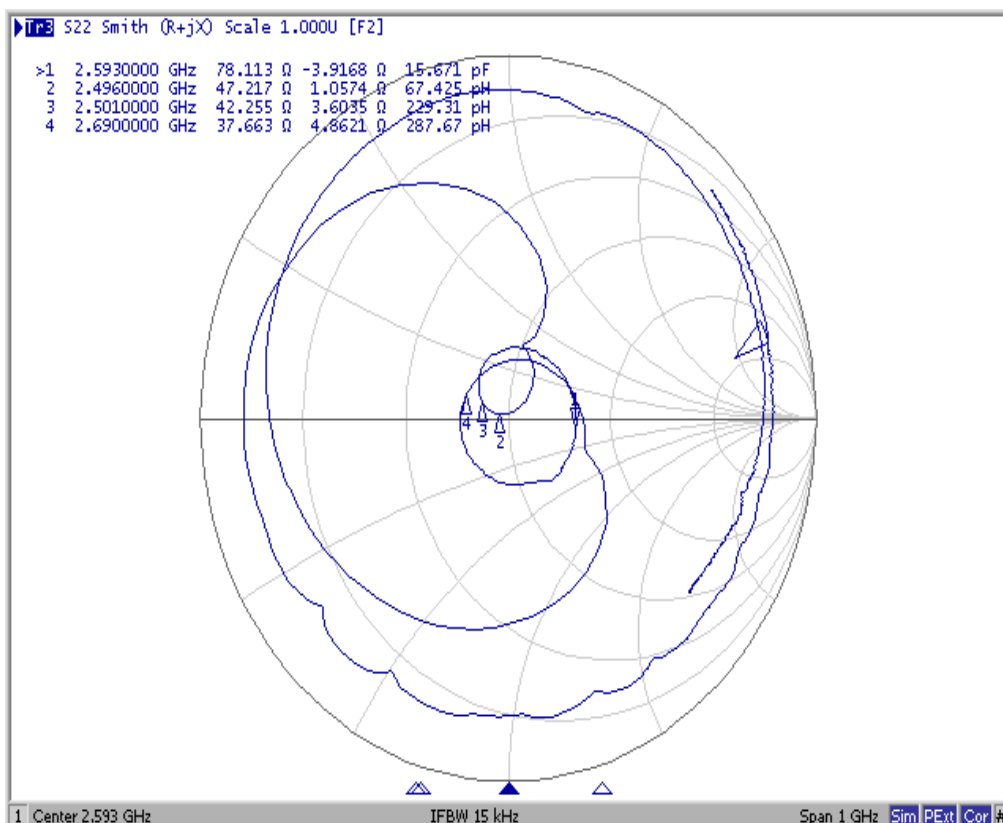 Tr3 S22 Smith (R+jX) Scale 1.000U [F2]
>1 2.5930000 GHz 78.113 Ω -3.9168 Ω 15.671 pF
2 2.4960000 GHz 47.217 Ω 1.0574 Ω 67.425 pH
3 2.5010000 GHz 42.255 Ω 3.6035 Ω 229.31 pH
4 2.6900000 GHz 37.663 Ω 4.8621 Ω 287.67 pH
4 3 2
1 Center 2.593 GHz IFBW 15 kHz Span 1 GHz Sim PExt Cor